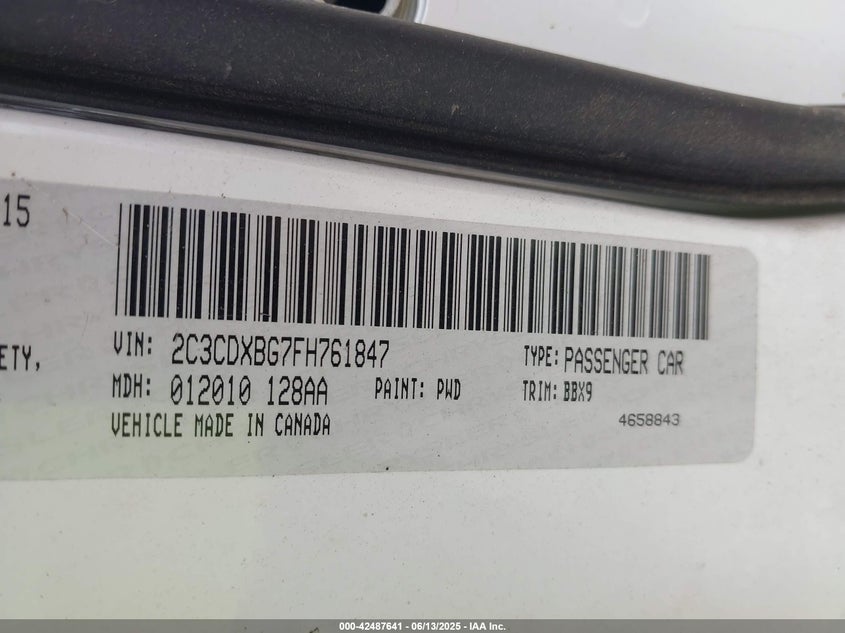 15
ETY,
VIN: 2C3CDXBG7FH761847
TYPE: PASSENGER CAR
MDH: 012010 128AA
PAINT: PWD
TRIM: BBX9
VEHICLE MADE IN CANADA
4658843
000-42487641 - 06/13/2025 - IAA Inc.